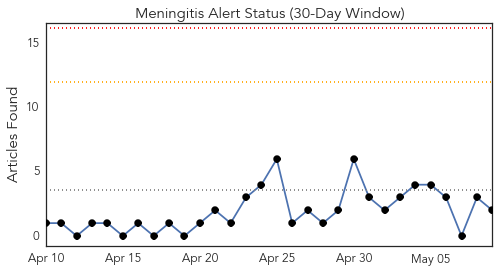 Meningitis Alert Status (30-Day Window)
Articles Found
15
10
5
0
Apr 10
Apr 15
Apr 20
Apr 25
Apr 30
May 05